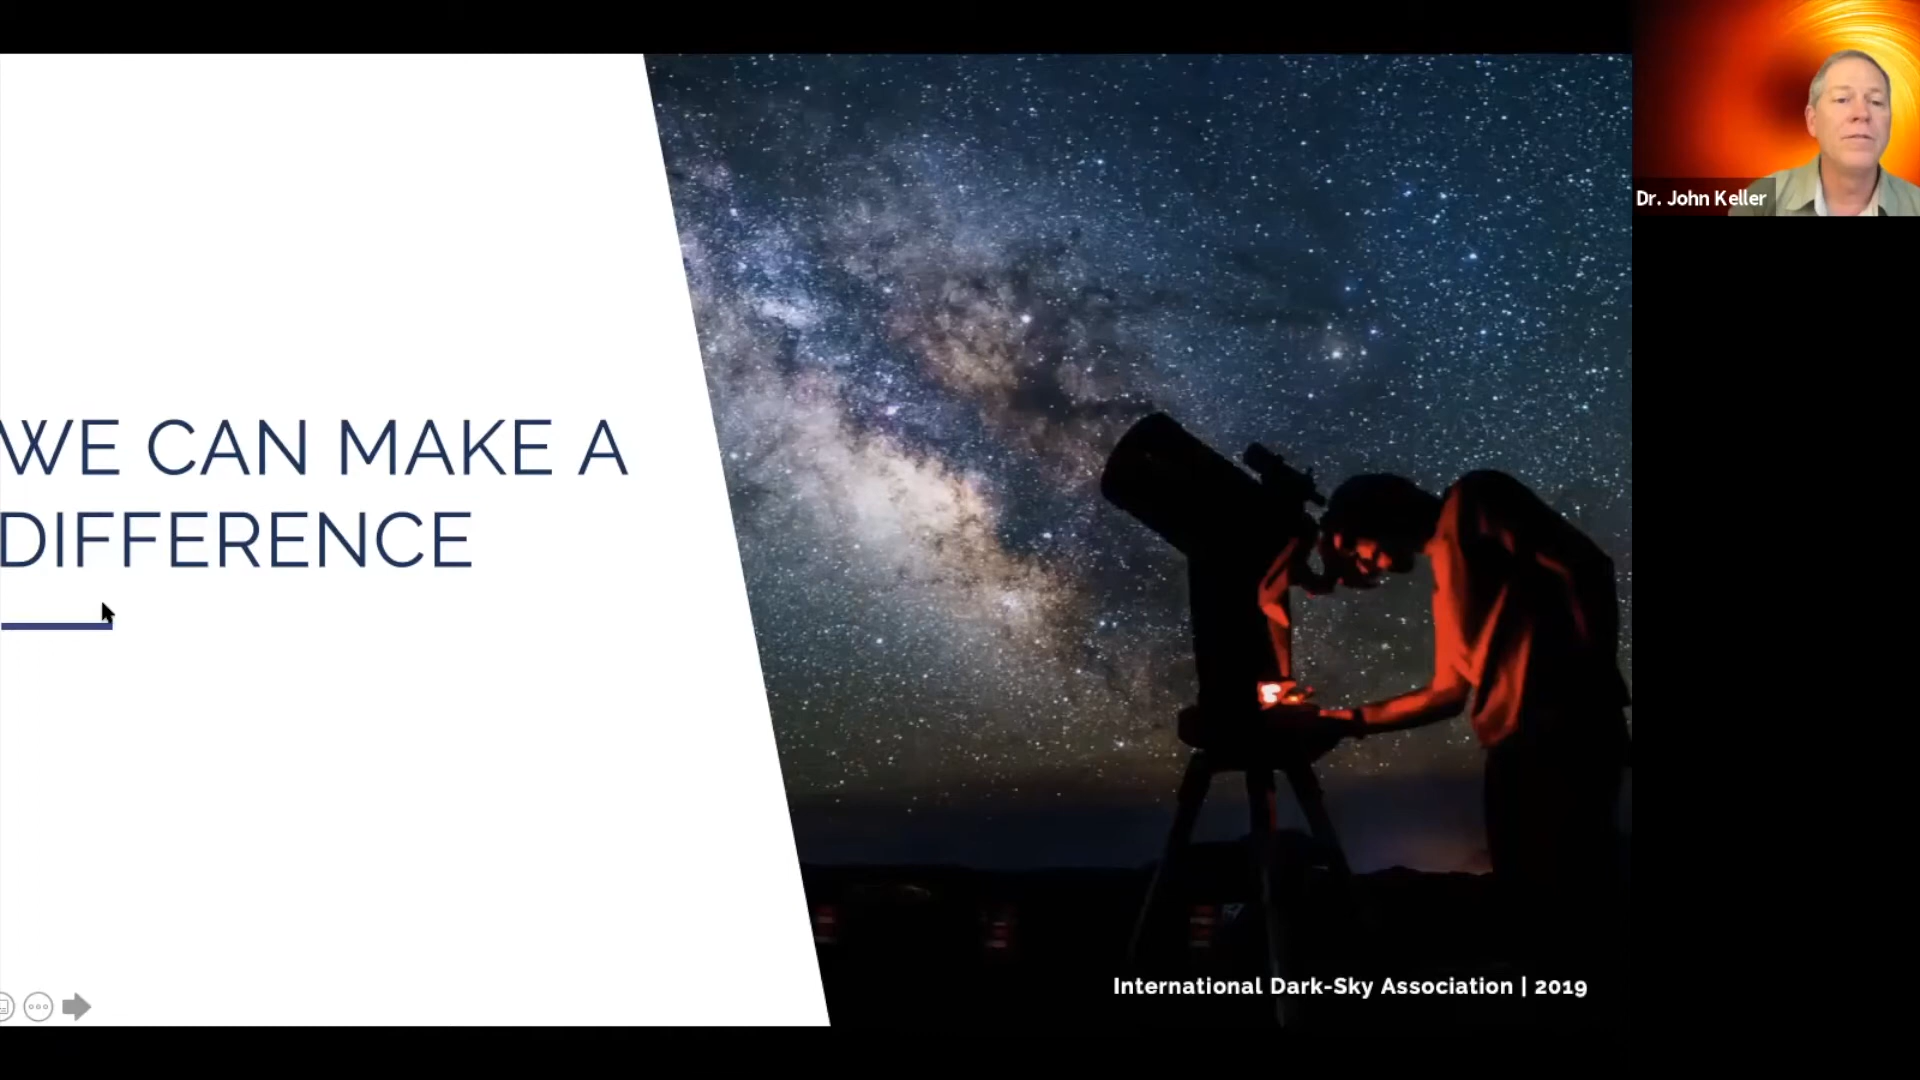 WE CAN MAKE A
DIFFERENCE
International Dark-Sky Association | 2019
Dr. John Keller